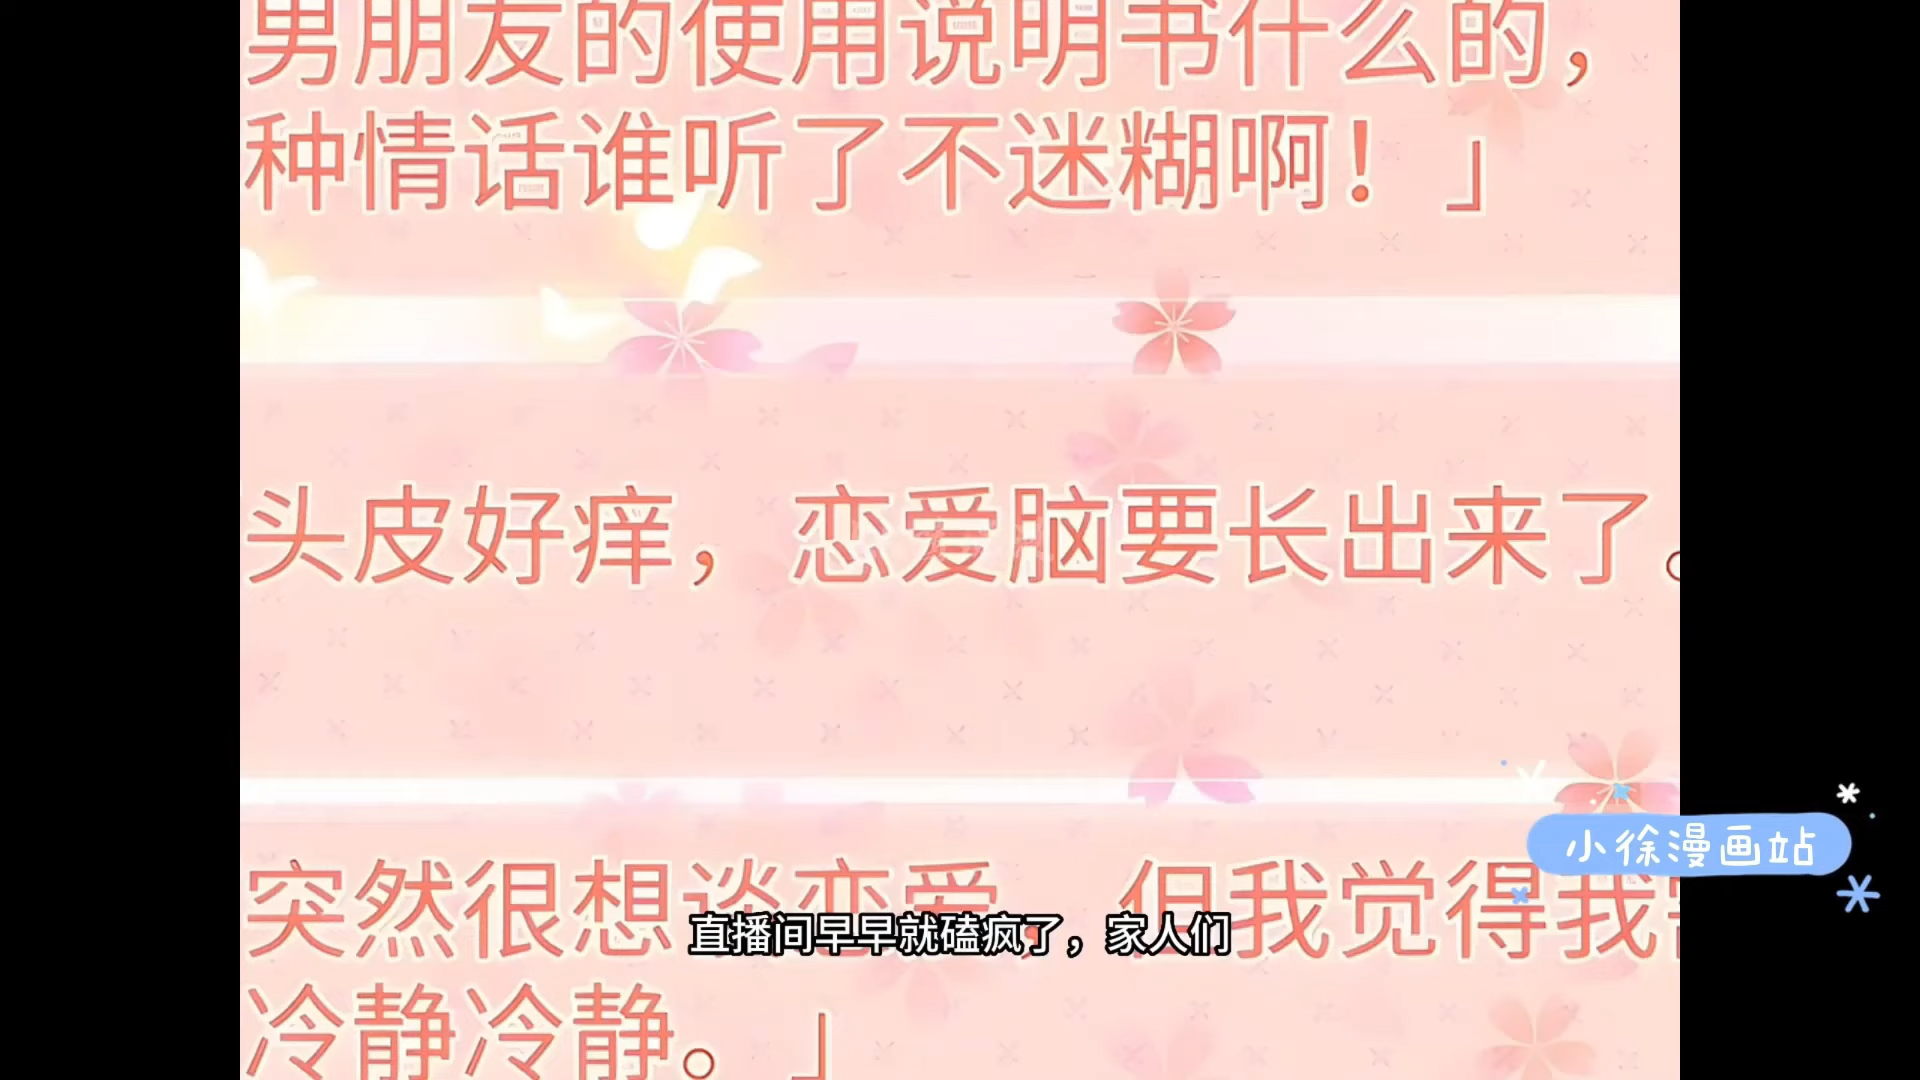 男朋友的使用说明书什么的，
种情话谁听了不迷糊啊！」
头皮好痒，恋爱脑要长出来了。
小徐漫画站
突然很想谈恋爱，但我觉得我
直播间早早就磕疯了，家人们
冷静冷静。」